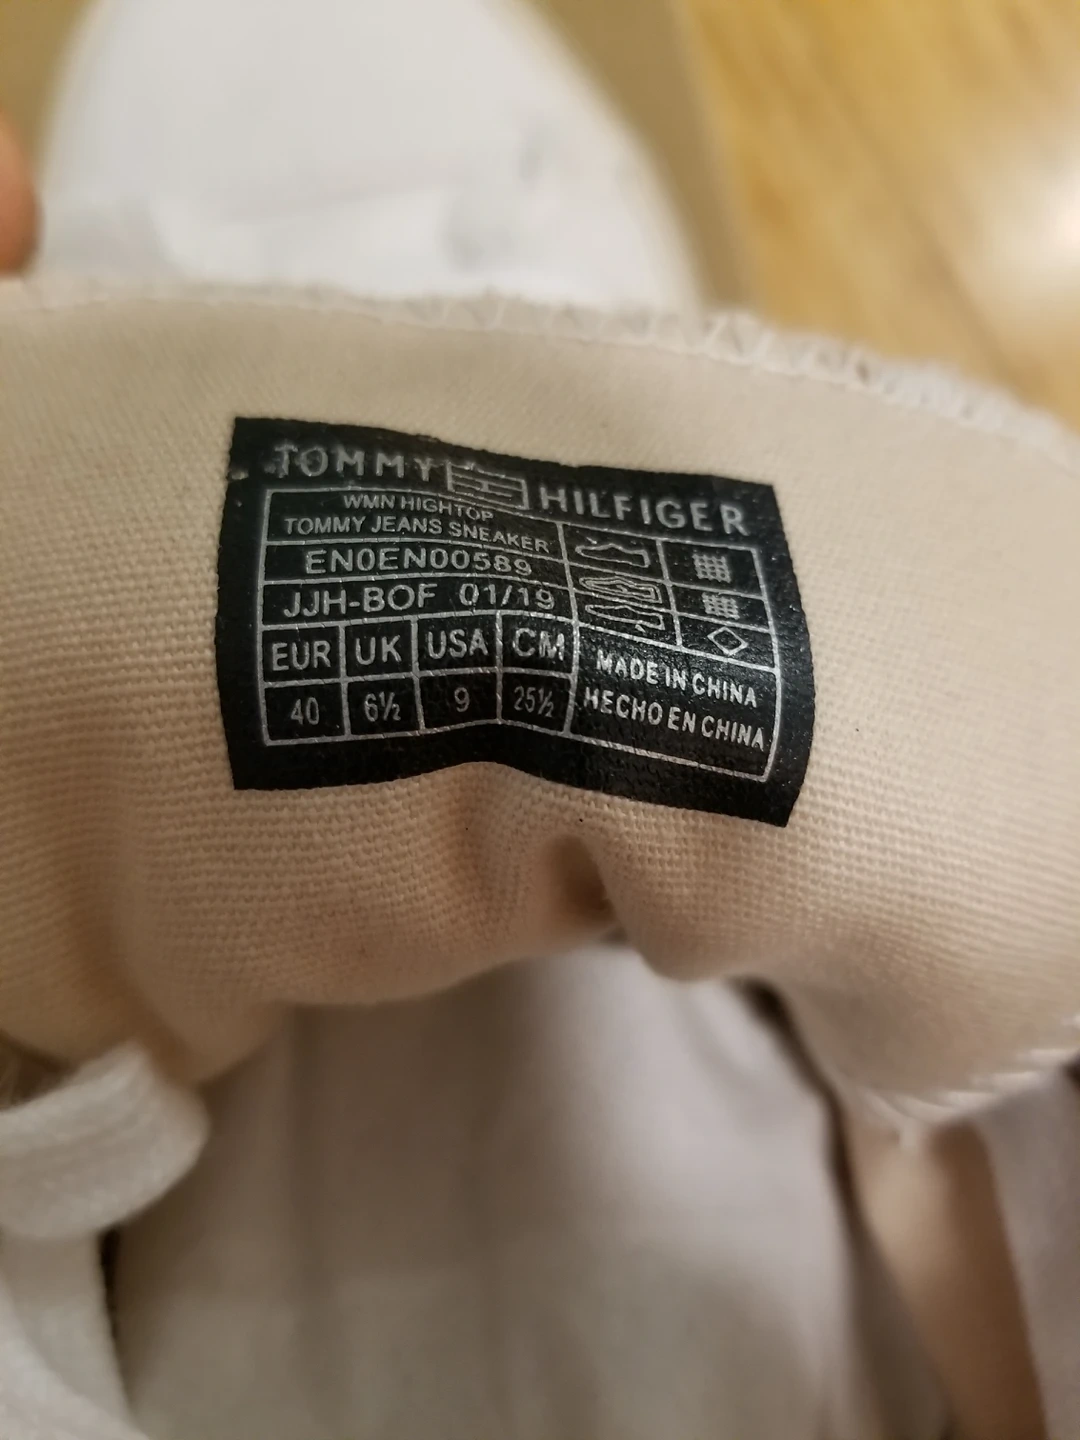 TOMMY HILFIGER
WMN HIGHTOP
TOMMY JEANS SNEAKER
EN0EN00589
JJH-BOF 01/19
EUR UK USA CM
40 6½ 9 25½
MADE IN CHINA
HECHO EN CHINA